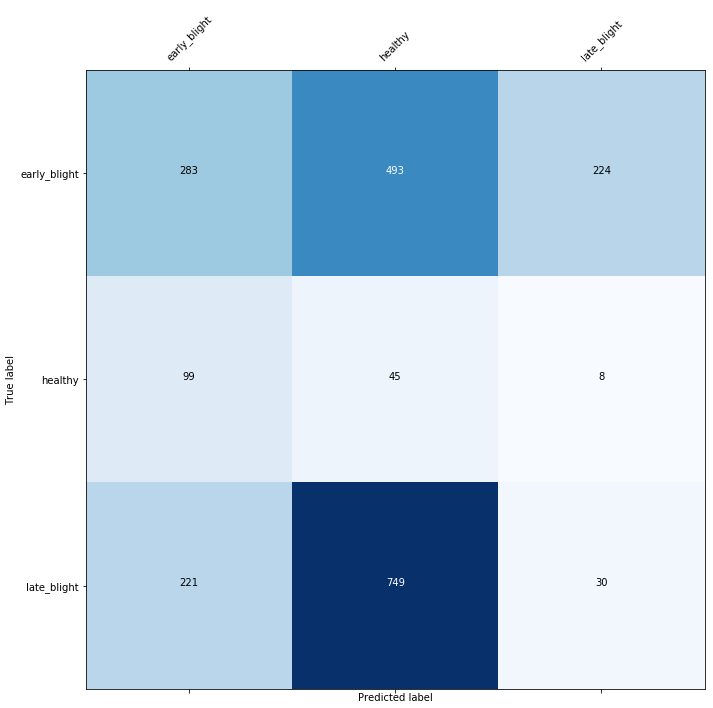 early_blight healthy late_blight
early_blight 283 493 224
True label
healthy 99 45 8
late_blight 221 749 30
Predicted label